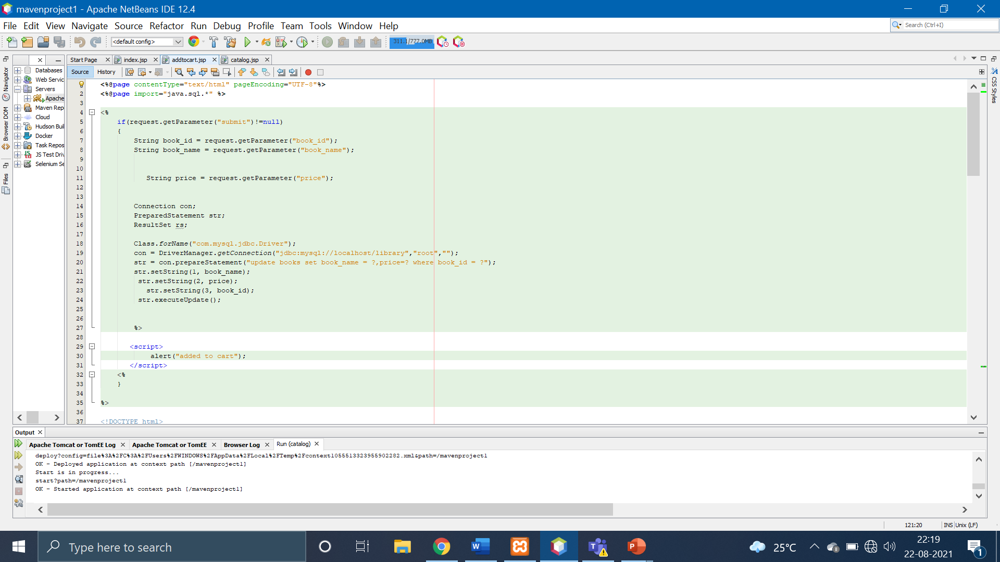 mavenproject1 - Apache NetBeans IDE 12.4
File Edit View Navigate Source Refactor Run Debug Profile Team Tools Window Help
Search (Ctrl+I)
<default config>
311.1/777.0MB
Start Page
index.jsp
addtocart.jsp
catalog.jsp
Source
History
Navigator
Browser DOM
Files
CSS Styles
Databases
Web Servic
Servers
Apache
Maven Rep
Cloud
Hudson Buil
Docker
Task Repos
JS Test Driv
Selenium Se
<%@page contentType="text/html" pageEncoding="UTF-8"%>
2 <%@page import="java.sql.*" %>
3
4 <%
5 if(request.getParameter("submit")!=null)
6 {
7 String book_id = request.getParameter("book_id");
8 String book_name = request.getParameter("book_name");
9
10
11 String price = request.getParameter("price");
12
13
14 Connection con;
15 PreparedStatement str;
16 ResultSet rs;
17
18 Class.forName("com.mysql.jdbc.Driver");
19 con = DriverManager.getConnection("jdbc:mysql://localhost/library","root","");
20 str = con.prepareStatement("update books set book_name = ?,price=? where book_id = ?");
21 str.setString(1, book_name);
22 str.setString(2, price);
23 str.setString(3, book_id);
24 str.executeUpdate();
25
26
27 %>
28
29 <script>
30 alert("added to cart");
31 </script>
32 <%
33 }
34
35 %>
36
37 <!DOCTYPE html>
Output
Apache Tomcat or TomEE Log
Apache Tomcat or TomEE
Browser Log
Run (catalog)
deploy?config=file%3A%2FC%3A%2FUsers%2FWINDOWS%2FAppData%2FLocal%2FTemp%2Fcontext1055513323955902282.xml&path=/mavenproject1
OK - Deployed application at context path [/mavenproject1]
Start is in progress...
start?path=/mavenproject1
OK - Started application at context path [/mavenproject1]
121:20
INS
Unix (LF)
Type here to search
25°C
22:19
22-08-2021
1